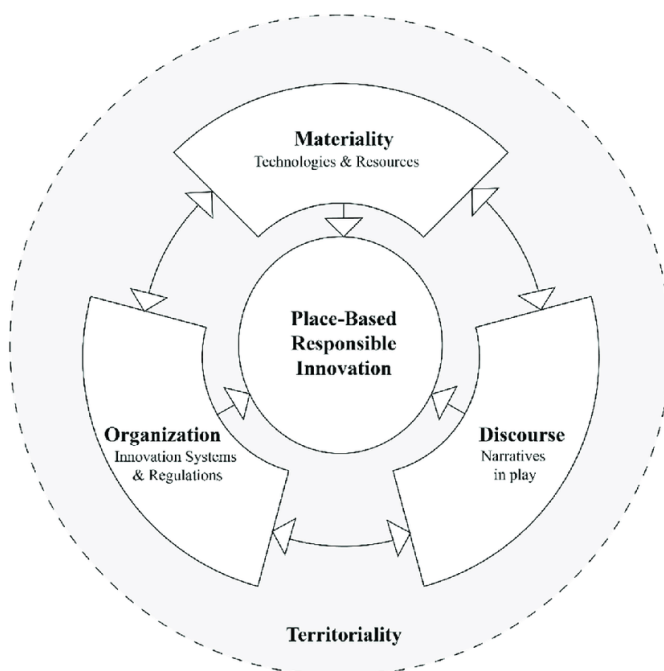 Materiality
Technologies & Resources
Place-Based
Responsible
Innovation
Organization
Innovation Systems
& Regulations
Discourse
Narratives
in play
Territoriality